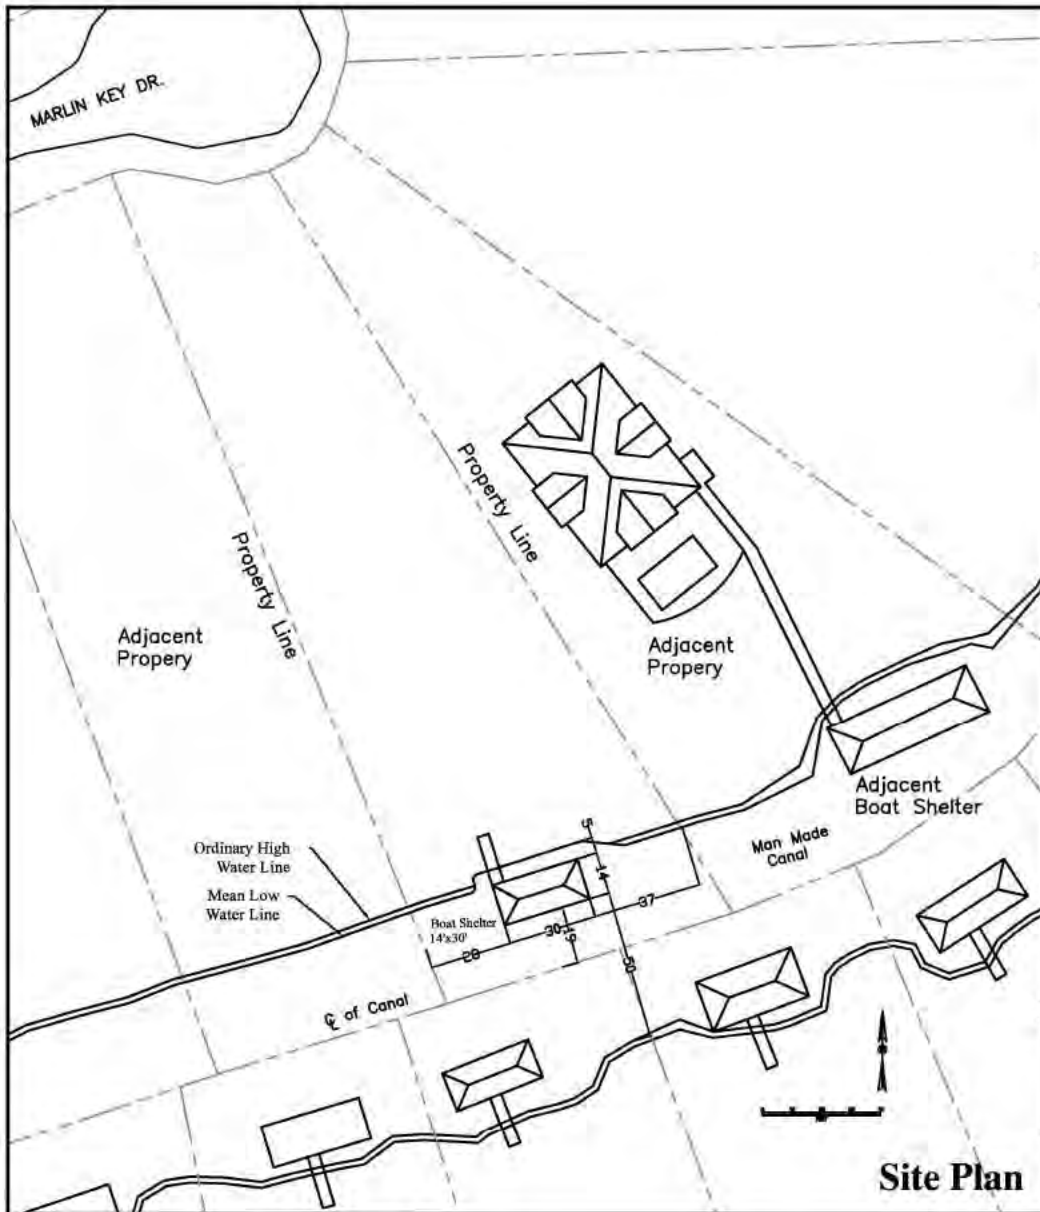 MARLIN KEY DR.
Property Line
Property Line
Adjacent
Propery
Adjacent
Propery
Adjacent
Boat Shelter
Man Made
Canal
Ordinary High
Water Line
Mean Low
Water Line
Boat Shelter
14'x30'
5
14
37
30
19
20
50
℄ of Canal
Site Plan